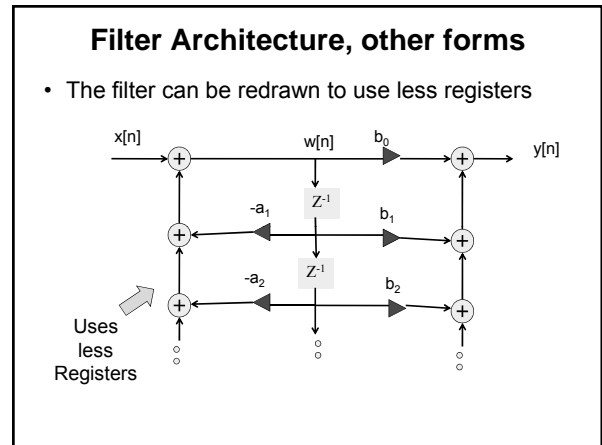 Filter Architecture, other forms
• The filter can be redrawn to use less registers
x[n] w[n] b0 y[n]
+ +
Z-1
-a1 b1
+ +
Z-1
-a2 b2
+ +
Uses
less
Registers